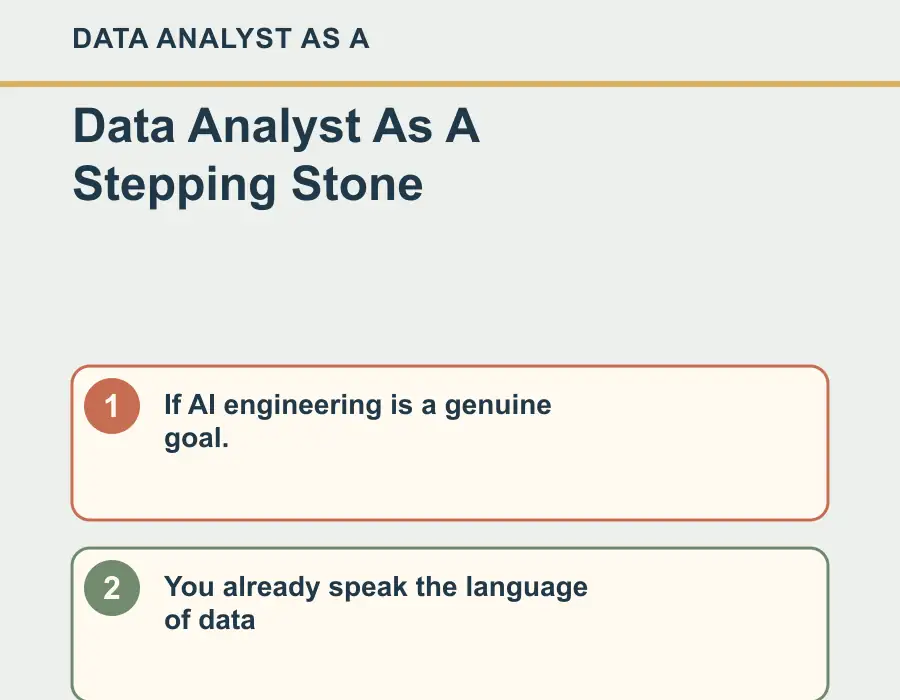 DATA ANALYST AS A
Data Analyst As A
Stepping Stone
1
If AI engineering is a genuine
goal.
2
You already speak the language
of data